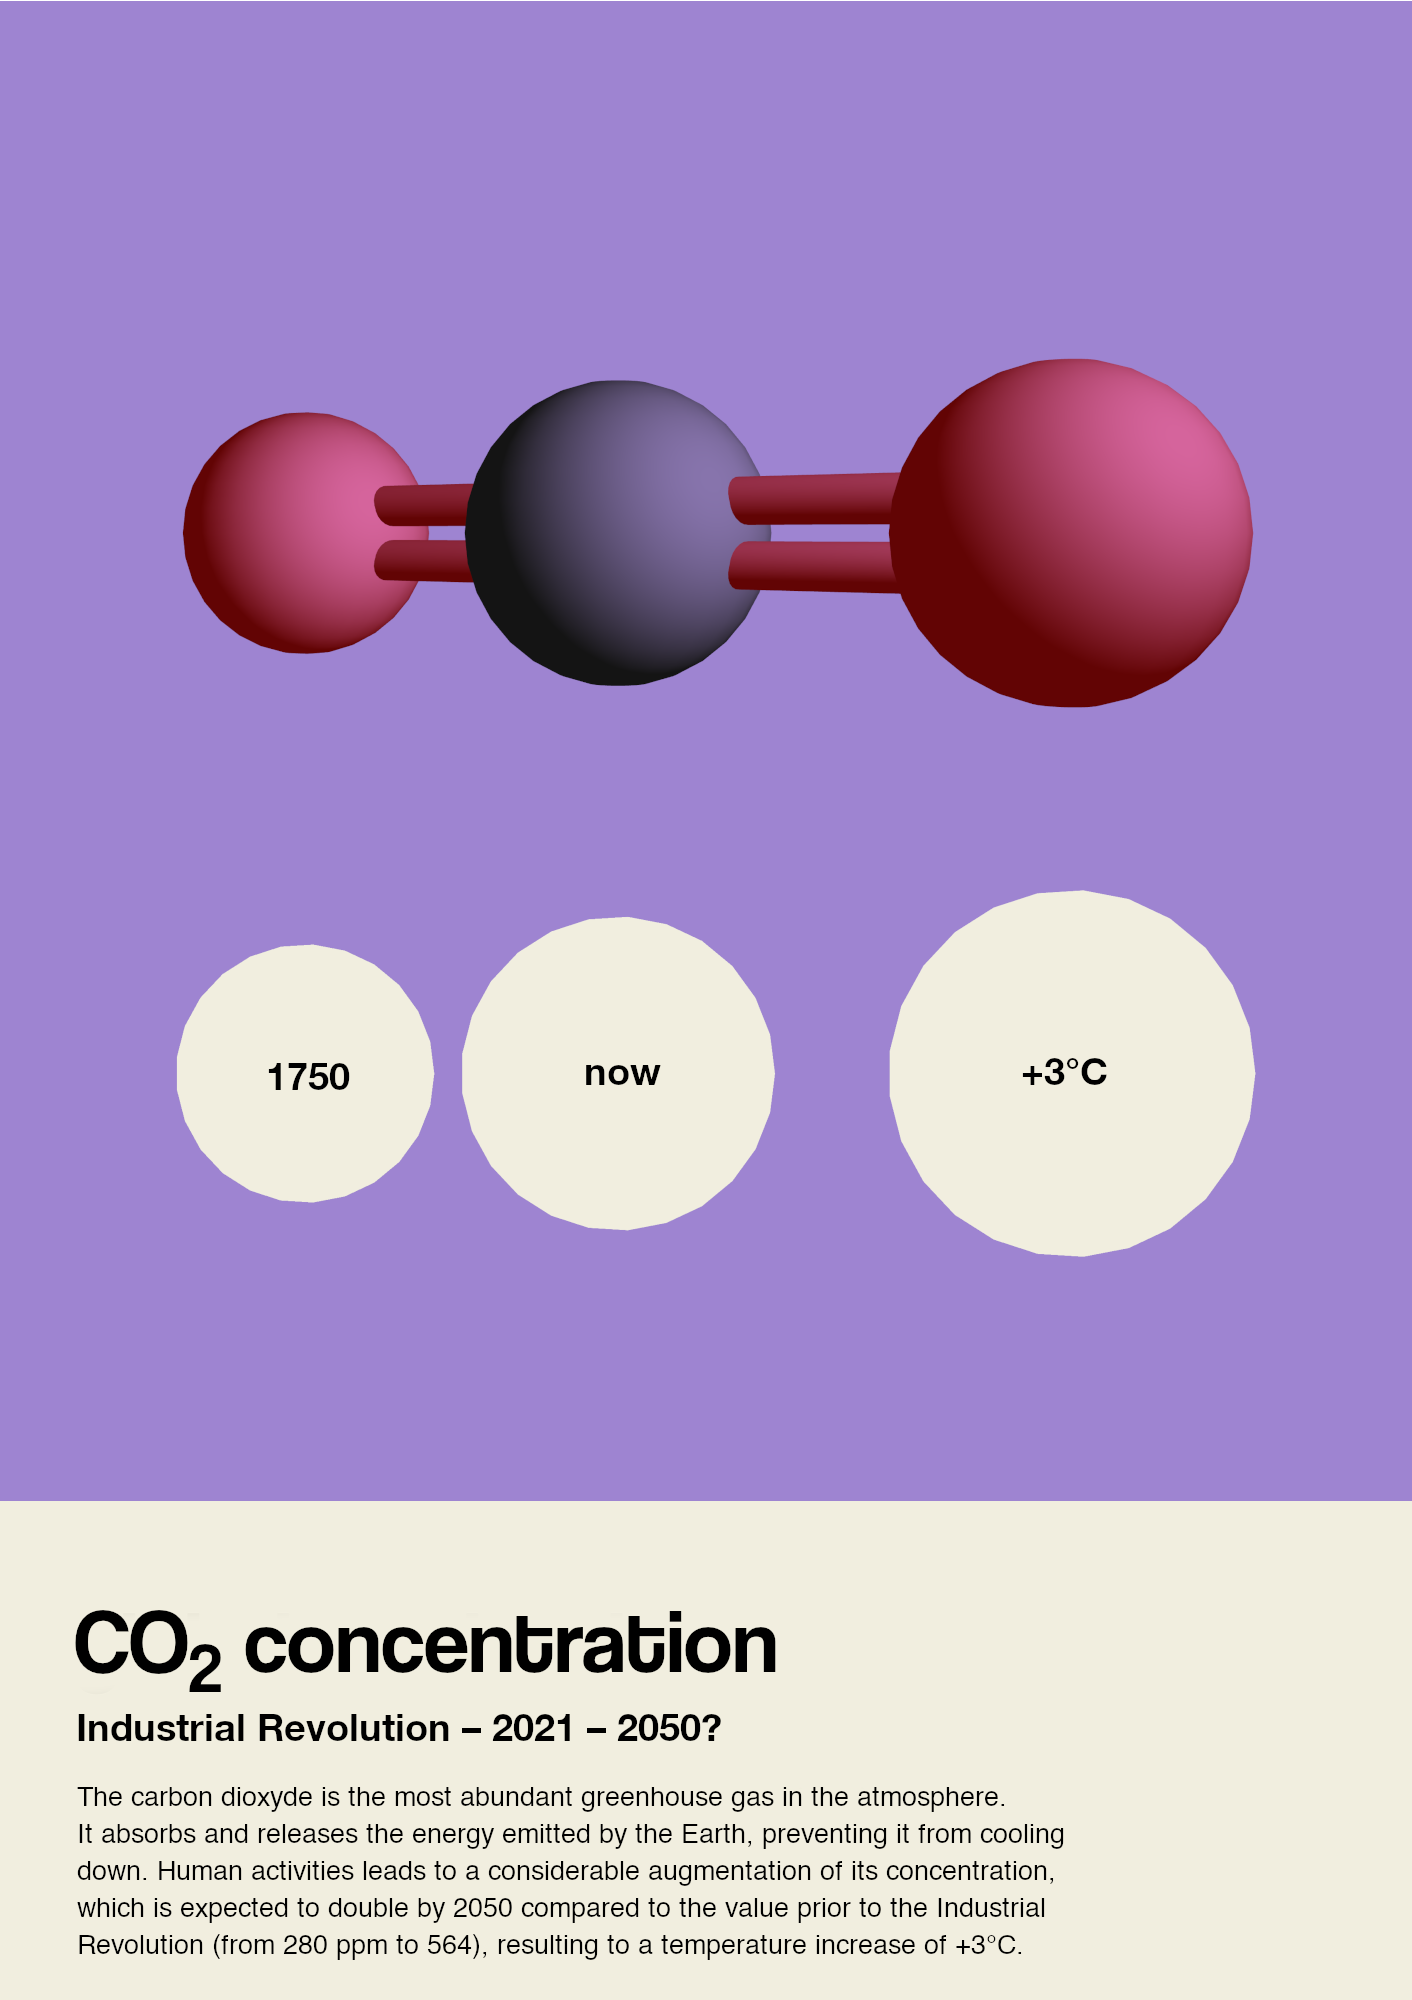 1750
now
+3°C
CO₂ concentration
Industrial Revolution – 2021 – 2050?
The carbon dioxyde is the most abundant greenhouse gas in the atmosphere.
It absorbs and releases the energy emitted by the Earth, preventing it from cooling
down. Human activities leads to a considerable augmentation of its concentration,
which is expected to double by 2050 compared to the value prior to the Industrial
Revolution (from 280 ppm to 564), resulting to a temperature increase of +3°C.